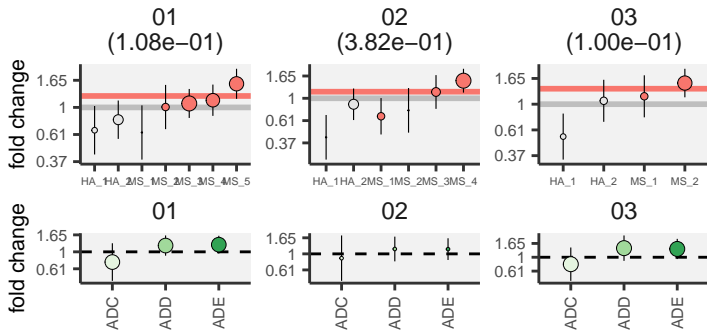 01 02 03
(1.08e−01) (3.82e−01) (1.00e−01)
fold change
1.65 1.65 1.65
1 1 1
0.61 0.61 0.61
0.37 0.37 0.37
HA_1 HA_2 MS_1 MS_2 MS_3 MS_4 MS_5 HA_1 HA_2 MS_1 MS_2 MS_3 MS_4 HA_1 HA_2 MS_1 MS_2
01 02 03
fold change
1.65 1.65 1.65
1 1 1
0.61 0.61 0.61
ADC ADD ADE ADC ADD ADE ADC ADD ADE